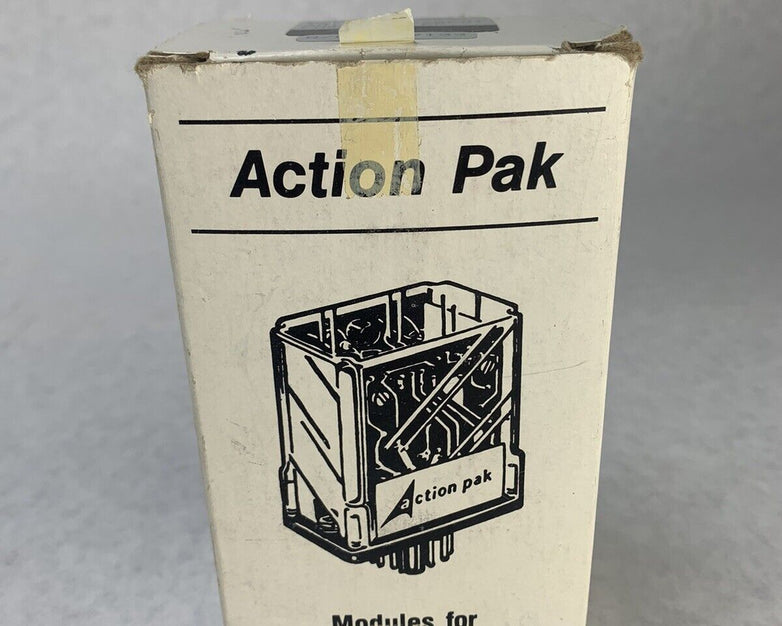 Action Pak
action pak
Modules for